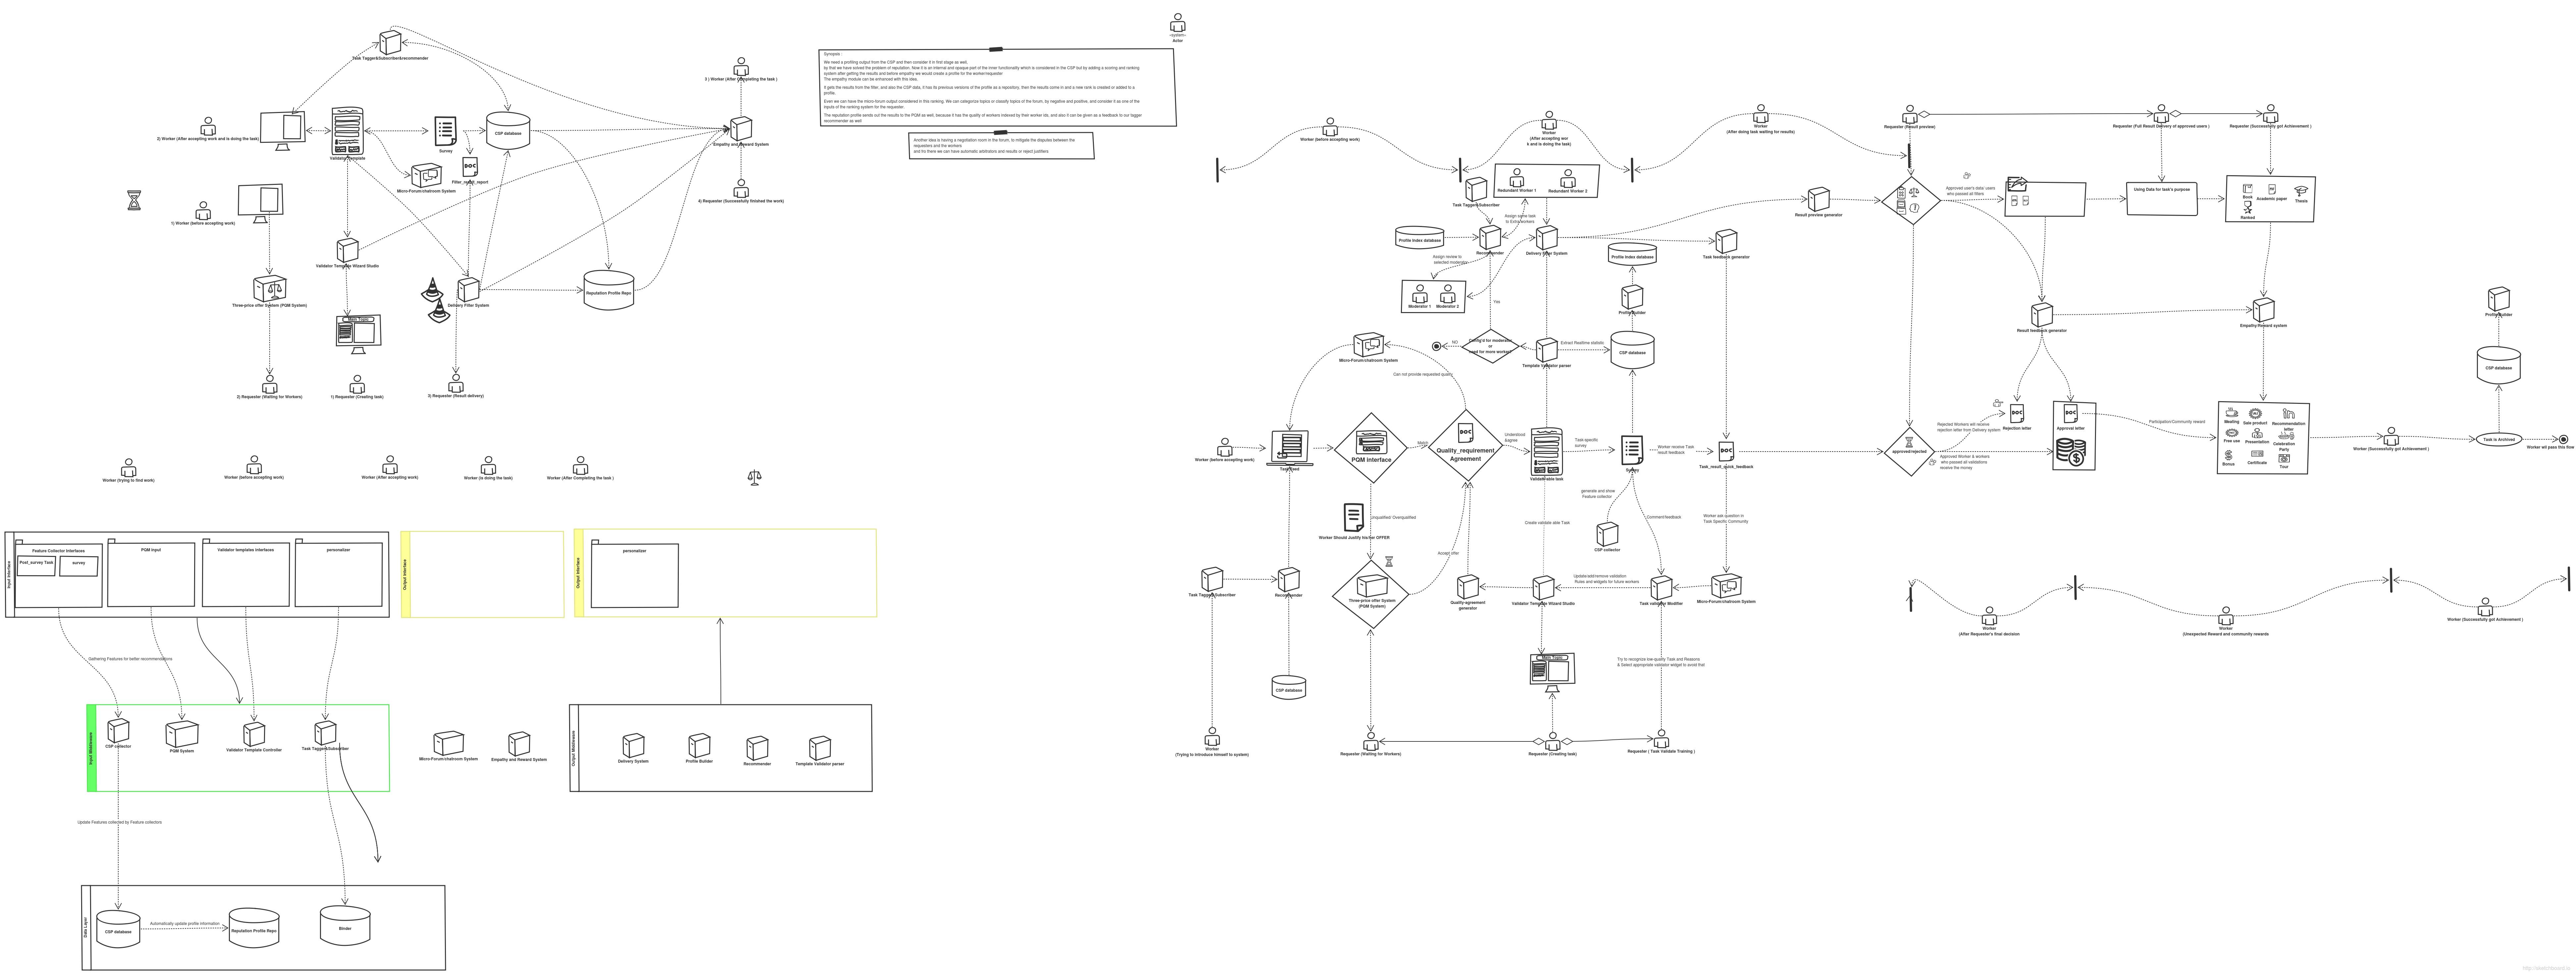 Task Tagger&Subscriber&recommender
3 ) Worker (After Completing the task )
2) Worker (After accepting work and is doing the task)
Validator Template
Survey
CSP database
Empathy and Reward System
DOC
Filter_result_report
Micro-Forum/chatroom System
1) Worker (before accepting work)
4) Requester (Successfully finished the work)
Validator Template Wizard Studio
Three-price offer System (PQM System)
Delivery Filter System
Reputation Profile Repo
Main Topic
2) Requester (Waiting for Workers)
1) Requester (Creating task)
3) Requester (Result delivery)
Synopsis :
We need a profiling output from the CSP and then consider it in first stage as well,
by that we have solved the problem of reputation. Now it is an internal and opaque part of the inner functionality which is considered in the CSP but by adding a scoring and ranking
system after getting the results and before empathy we would create a profile for the worker/requester
The empathy module can be enhanced with this idea.
It gets the results from the filter, and also the CSP data, it has its previous versions of the profile as a repository, then the results come in and a new rank is created or added to a
profile
Even we can have the micro-forum output considered in this ranking. We can categorize topics or classify topics of the forum, by negative and positive, and consider it as one of the
inputs of the ranking system for the requester.
The reputation profile sends out the results to the PQM as well, because it has the quality of workers indexed by their worker ids, and also it can be given as a feedback to our tagger
recommender as well
Another idea is having a negotiation room in the forum, to mitigate the disputes between the
requesters and the workers
and try there we can have automatic arbitrators and results or reject justifiers
<system>
Actor
Worker (trying to find work)
Worker (before accepting work)
Worker (After accepting work)
Worker (is doing the task)
Worker (After Completing the task )
Input Interface
Feature Collector Interfaces
Post_survey Task
survey
PQM input
Validator templates interfaces
personalizer
Output Interface
Output Interface
personalizer
Gathering Features for better recommendations
Input Middleware
CSP collector
PQM System
Validator Template Controller
Task Tagger&Subscriber
Micro-Forum/chatroom System
Empathy and Reward System
Output Middleware
Delivery System
Profile Builder
Recommender
Template Validator parser
Update Features collected by Feature collectors
Data Layer
CSP database
Automatically update profile information
Reputation Profile Repo
Binder
Worker (before accepting work)
Worker
(After accepting wor
k and is doing the task)
Worker
(After doing task waiting for results)
Requester (Result preview)
Requester (Full Result Delivery of approved users )
Requester (Successfully got Achievement )
Redundant Worker 1
Redundant Worker 2
Task Tagger&Subscriber
Assign same task
to Extra workers
Profile Index database
Recommender
Delivery Filter System
Assign review to
selected moderator
Moderator 1
Moderator 2
Yes
Profile Index database
Profile Builder
Task feedback generator
Result preview generator
Approved user's data/ users
who passed all filters
Using Data for task's purpose
Book
Academic paper
Thesis
Ranked
Config'd for moderator
or
need for more worker?
NO
Template Validator parser
Extract Realtime statistic
CSP database
Micro-Forum/chatroom System
Can not provide requested quality
Result feedback generator
Empathy/Reward system
Profile Builder
CSP database
Worker (before accepting work)
Task Feed
PQM interface
Match
DOC
Quality_requirement
Agreement
Understood
&agree
Validate-able task
Task-specific
survey
Survey
Worker receive Task
result feedback
DOC
Task_result_quick_feedback
approved/rejected
Rejected Workers will receive
rejection letter from Delivery system
DOC
Rejection letter
Approved Worker & workers
who passed all validations
receive the money
DOC
Approval letter
Participation/Community reward
Meeting
Sale product
Recommendation
letter
Free use
Presentation
Celebration
Party
Bonus
Certificate
Tour
Worker (Successfully got Achievement )
Task is Archived
Worker will pass this flow
Unqualified/ Overqualified
Worker Should Justify his/her OFFER
generate and show
Feature collector
CSP collector
Create validate able Task
Comment/feedback
Worker ask question in
Task Specific Community
Accept offer
Three-price offer System
(PQM System)
Task Tagger&Subscriber
Recommender
Quality-agreement
generator
Validator Template Wizard Studio
Update/add/remove validation
Rules and widgets for future workers
Task validity Modifier
Micro-Forum/chatroom System
CSP database
Main Topic
Try to recognize low-quality Task and Reasons
& Select appropriate validator widget to avoid that
Worker
(Trying to introduce himself to system)
Requester (Waiting for Workers)
Requester (Creating task)
Requester ( Task Validate Training )
Worker
(After Requester's final decision
Worker
(Unexpected Reward and community rewards
Worker (Successfully got Achievement )